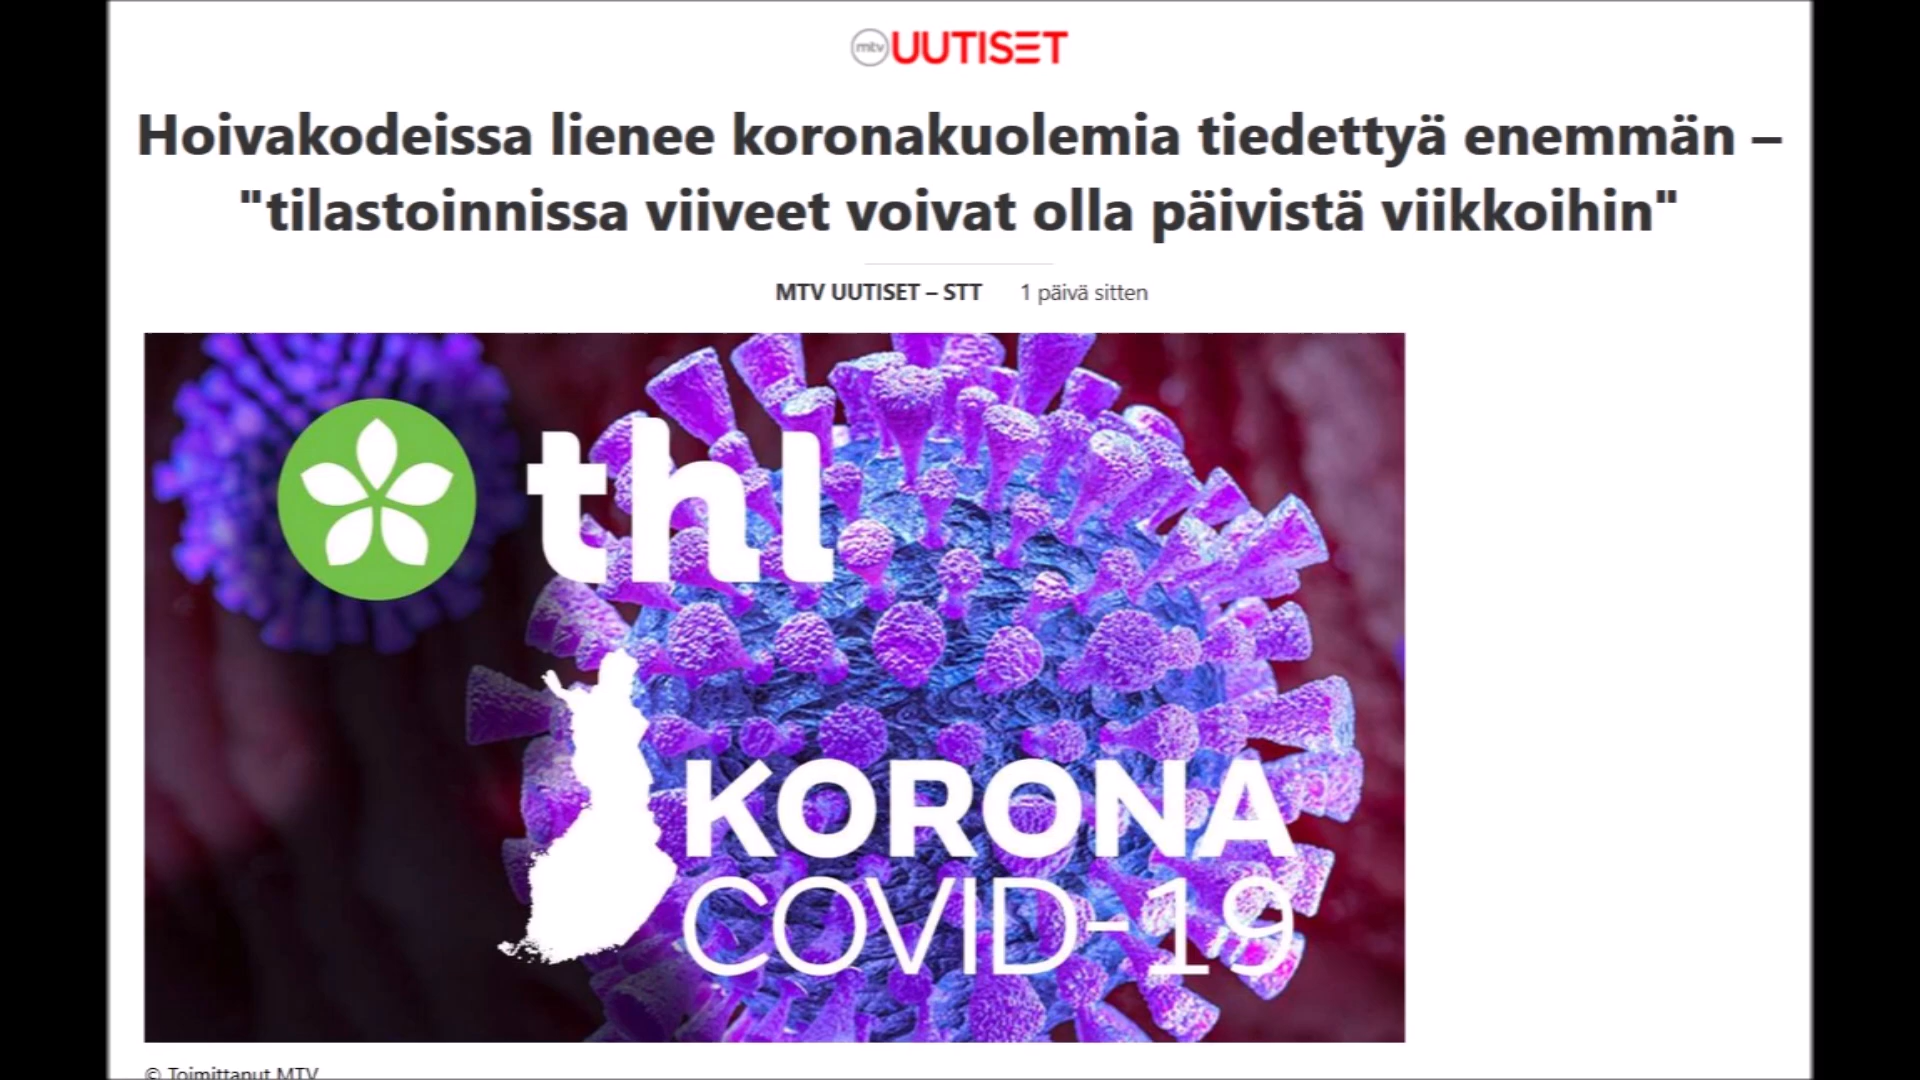 mtv UUTISET
Hoivakodeissa lienee koronakuolemia tiedettyä enemmän –
"tilastoinnissa viiveet voivat olla päivistä viikkoihin"
MTV UUTISET – STT 1 päivä sitten
thl
KORONA
COVID-19
© Toimittanut MTV